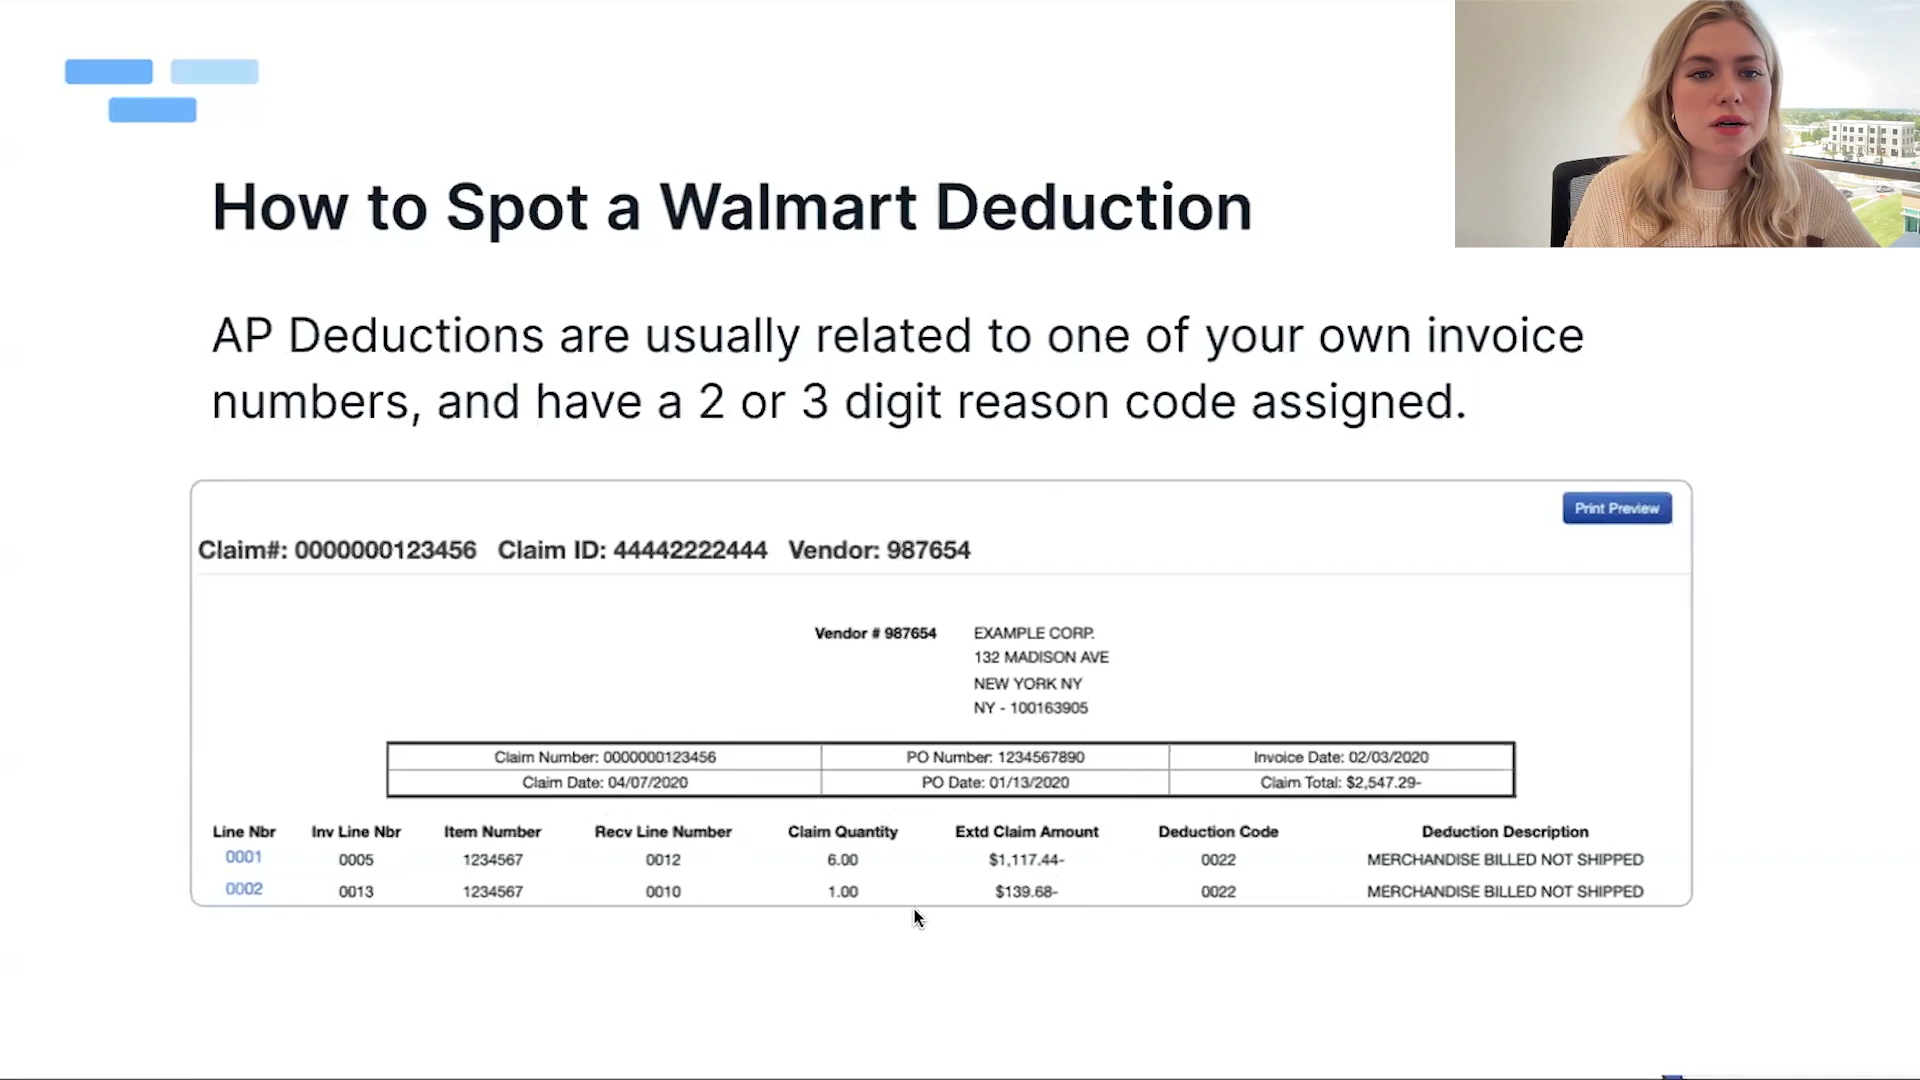 How to Spot a Walmart Deduction
AP Deductions are usually related to one of your own invoice
numbers, and have a 2 or 3 digit reason code assigned.
Print Preview
Claim#: 0000000123456 Claim ID: 44442222444 Vendor: 987654
Vendor # 987654 EXAMPLE CORP.
132 MADISON AVE
NEW YORK NY
NY - 100163905
Claim Number: 0000000123456 PO Number: 1234567890 Invoice Date: 02/03/2020
Claim Date: 04/07/2020 PO Date: 01/13/2020 Claim Total: $2,547.29-
Line Nbr Inv Line Nbr Item Number Recv Line Number Claim Quantity Extd Claim Amount Deduction Code Deduction Description
0001 0005 1234567 0012 6.00 $1,117.44- 0022 MERCHANDISE BILLED NOT SHIPPED
0002 0013 1234567 0010 1.00 $139.68- 0022 MERCHANDISE BILLED NOT SHIPPED